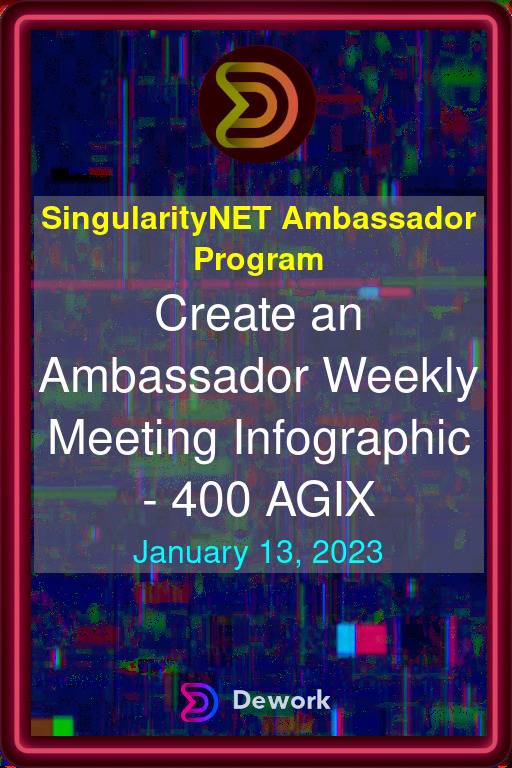 SingularityNET Ambassador
Program
Create an
Ambassador Weekly
Meeting Infographic
- 400 AGIX
January 13, 2023
Dework